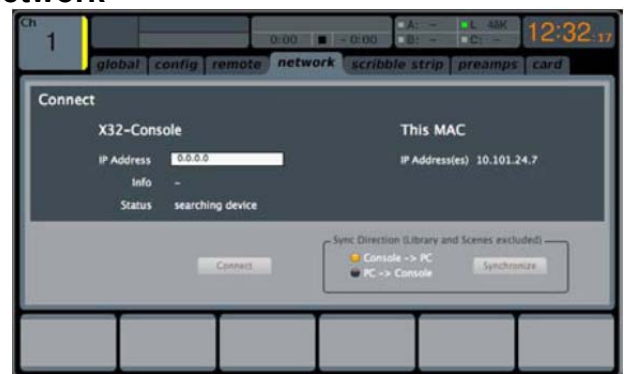 network
Ch
1
0:00 - 0:00
A: - L 48K
B: - C: -
12:32:17
global config remote network scribble strip preamps card
Connect
X32-Console This MAC
IP Address 0.0.0.0 IP Address(es) 10.101.24.7
Info -
Status searching device
Sync Direction (Library and Scenes excluded)
Console -> PC
Connect Synchronize
PC -> Console